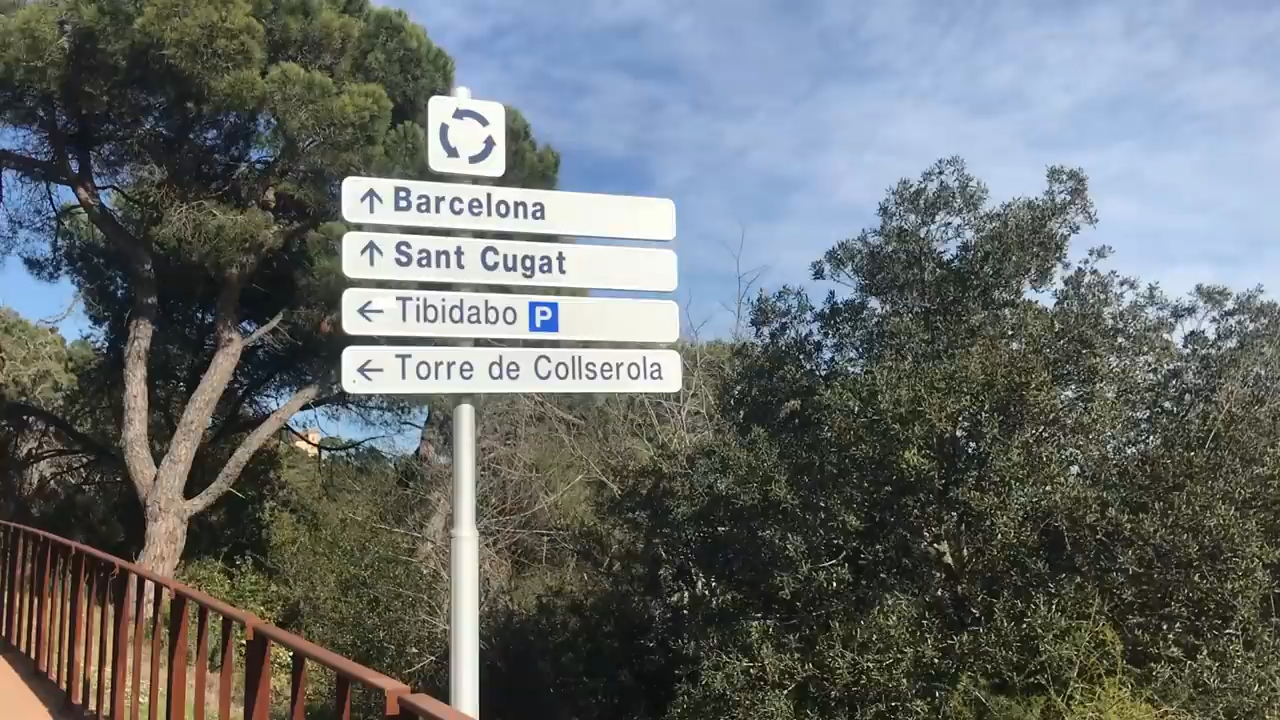 ↑ Barcelona
↑ Sant Cugat
← Tibidabo P
← Torre de Collserola